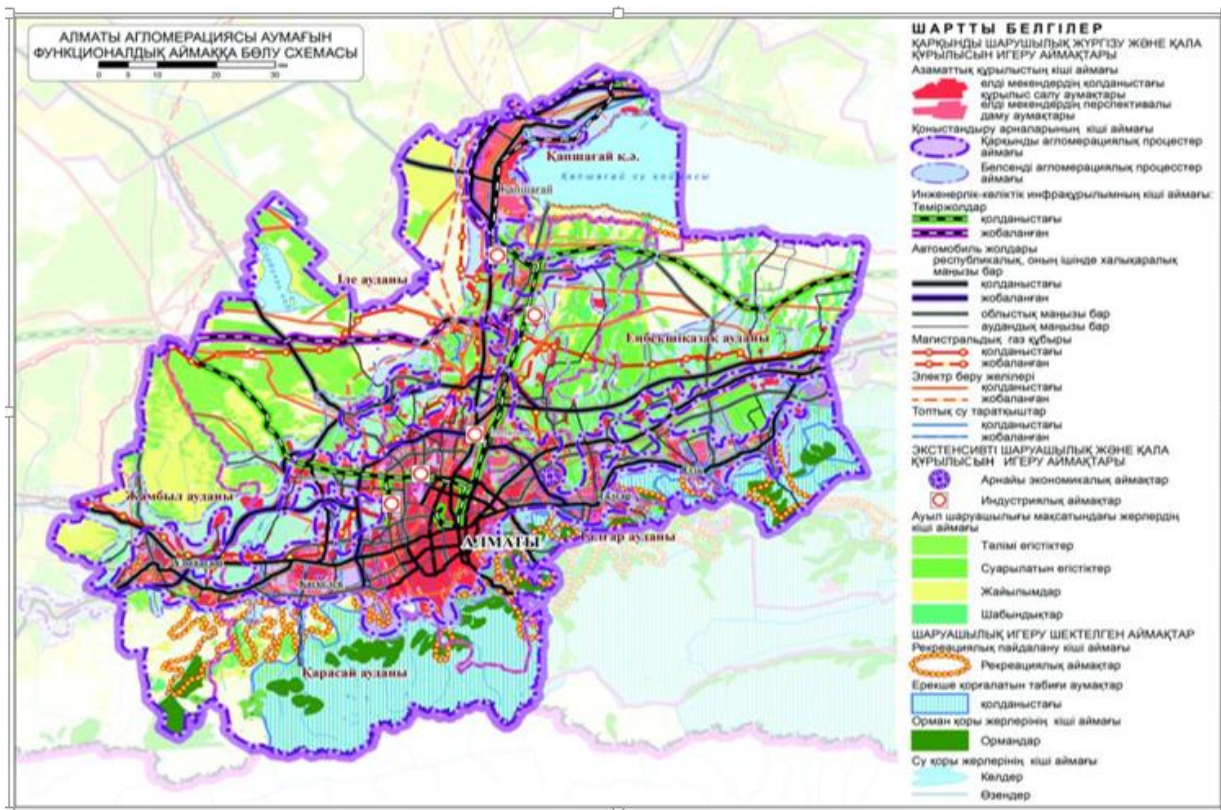 АЛМАТЫ АГЛОМЕРАЦИЯСЫ АУМАҒЫН
ФУНКЦИОНАЛДЫҚ АЙМАҚҚА БӨЛУ СХЕМАСЫ
0 5 10 20 30 км
Қапшағай қ.ә.
Қапшағай су қоймасы
Қапшағай
Іле ауданы
Еңбекшіқазақ ауданы
Жамбыл ауданы
Талғар
АЛМАТЫ
Талғар ауданы
Қаскелең
Қарасай ауданы
ШАРТТЫ БЕЛГІЛЕР
ҚАРҚЫНДЫ ШАРУШЫЛЫҚ ЖҮРГІЗУ ЖӘНЕ ҚАЛА
ҚҰРЫЛЫСЫН ИГЕРУ АЙМАҚТАРЫ
Азаматтық құрылыстың кіші аймағы
елді мекендердің қолданыстағы
құрылыс салу аумақтары
елді мекендердің перспективалы
даму аумақтары
Қоныстандыру арналарының кіші аймағы
Қарқынды агломерациялық процестер
аймағы
Белсенді агломерациялық процесстер
аймағы
Инженерлік-көліктік инфрақұрылымның кіші аймағы:
Теміржолдар
қолданыстағы
жобаланған
Автомобиль жолдары
республикалық, оның ішінде халықаралық
маңызы бар
қолданыстағы
жобаланған
облыстық маңызы бар
аудандық маңызы бар
Магистральдық газ құбыры
қолданыстағы
жобаланған
Электр беру желілері
қолданыстағы
жобаланған
Топтық су таратқыштар
қолданыстағы
жобаланған
ЭКСТЕНСИВТІ ШАРУАШЫЛЫҚ ЖӘНЕ ҚАЛА
ҚҰРЫЛЫСЫН ИГЕРУ АЙМАҚТАРЫ
Арнайы экономикалық аймақтар
Индустриялық аймақтар
Ауыл шаруашылығы мақсатындағы жерлердің
кіші аймағы
Тәлімі егістіктер
Суарылатын егістіктер
Жайылымдар
Шабындықтар
ШАРУАШЫЛЫҚ ИГЕРУ ШЕКТЕЛГЕН АЙМАҚТАР
Рекреациялық пайдалану кіші аймағы
Рекреациялық аймақтар
Ерекше қорғалатын табиғи аумақтар
қолданыстағы
Орман қоры жерлерінің кіші аймағы
Ормандар
Су қоры жерлерінің кіші аймағы
Көлдер
Өзендер